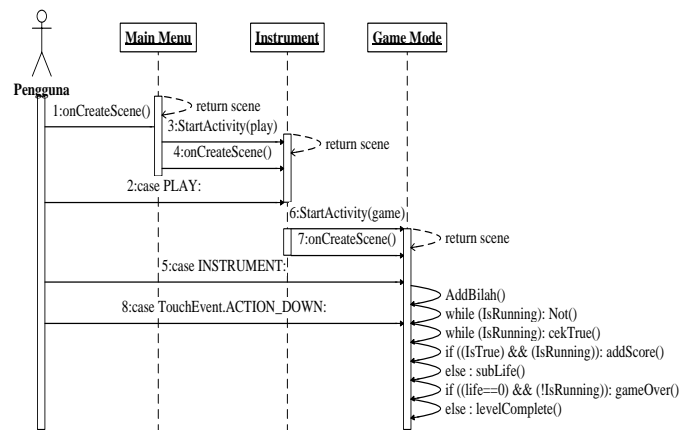 Main Menu
Instrument
Game Mode
Pengguna
1:onCreateScene()
return scene
3:StartActivity(play)
return scene
4:onCreateScene()
2:case PLAY:
6:StartActivity(game)
7:onCreateScene()
return scene
5:case INSTRUMENT:
AddBilah()
8:case TouchEvent.ACTION_DOWN:
while (IsRunning): Not()
while (IsRunning): cekTrue()
if ((IsTrue) && (IsRunning)): addScore()
else : subLife()
if ((life==0) && (!IsRunning)): gameOver()
else : levelComplete()